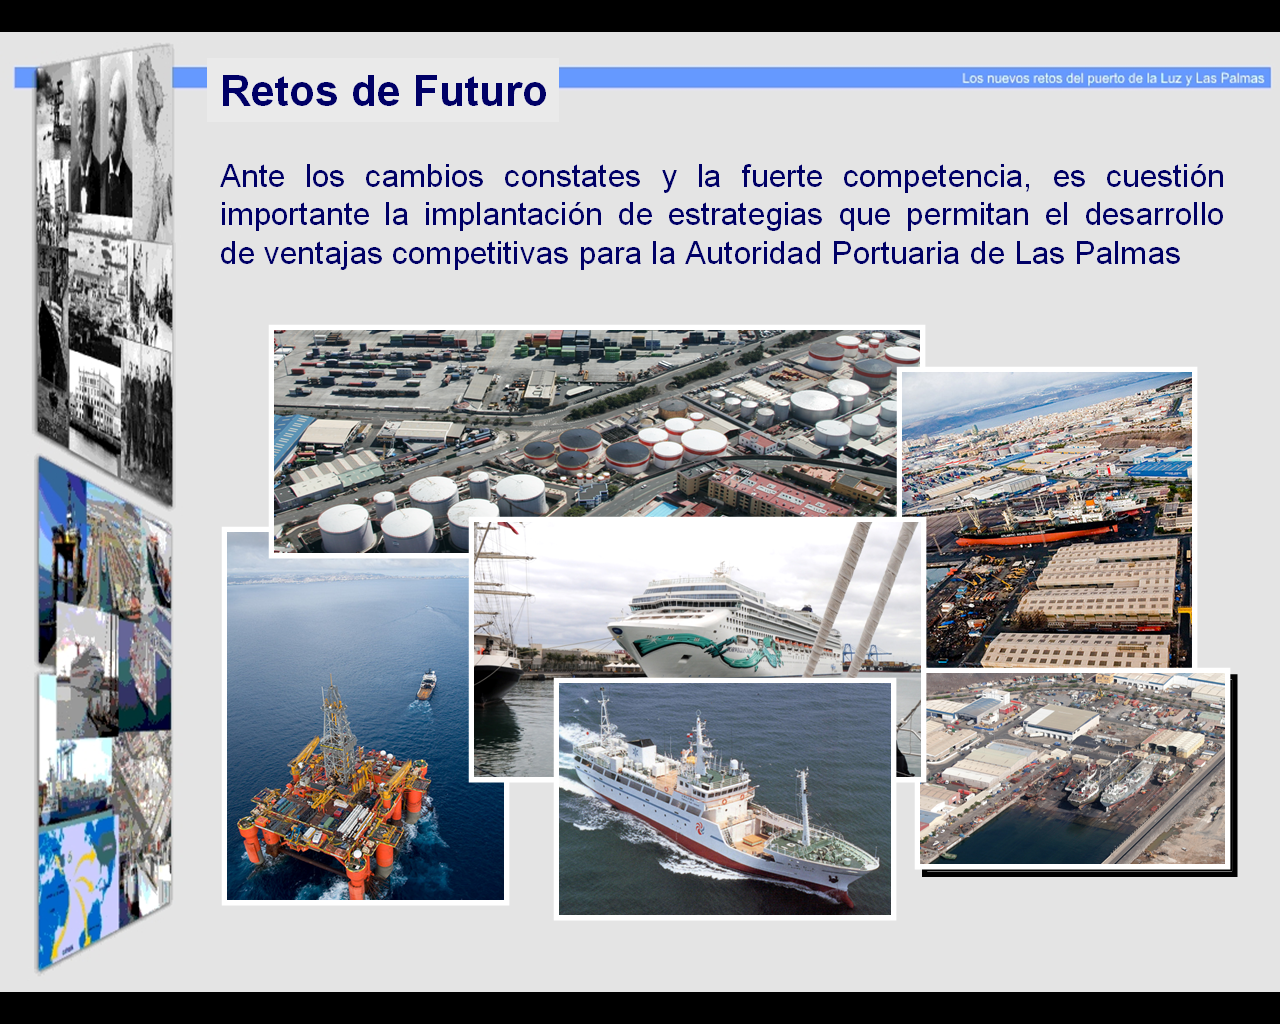 Los nuevos retos del puerto de la Luz y Las Palmas
Retos de Futuro
Ante los cambios constates y la fuerte competencia, es cuestión
importante la implantación de estrategias que permitan el desarrollo
de ventajas competitivas para la Autoridad Portuaria de Las Palmas